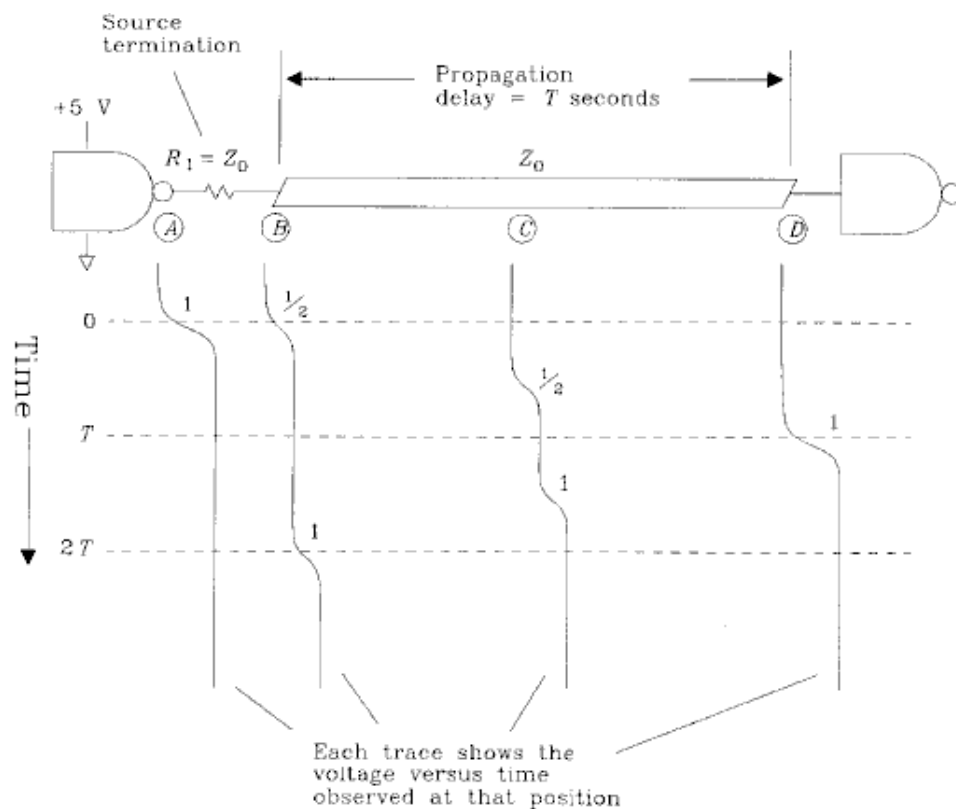 Source
termination
Propagation
delay = T seconds
+5 V
R₁ = Z₀
Z₀
A
B
C
D
1
1/2
0
1/2
T
1
1
2T
1
Time
Each trace shows the
voltage versus time
observed at that position